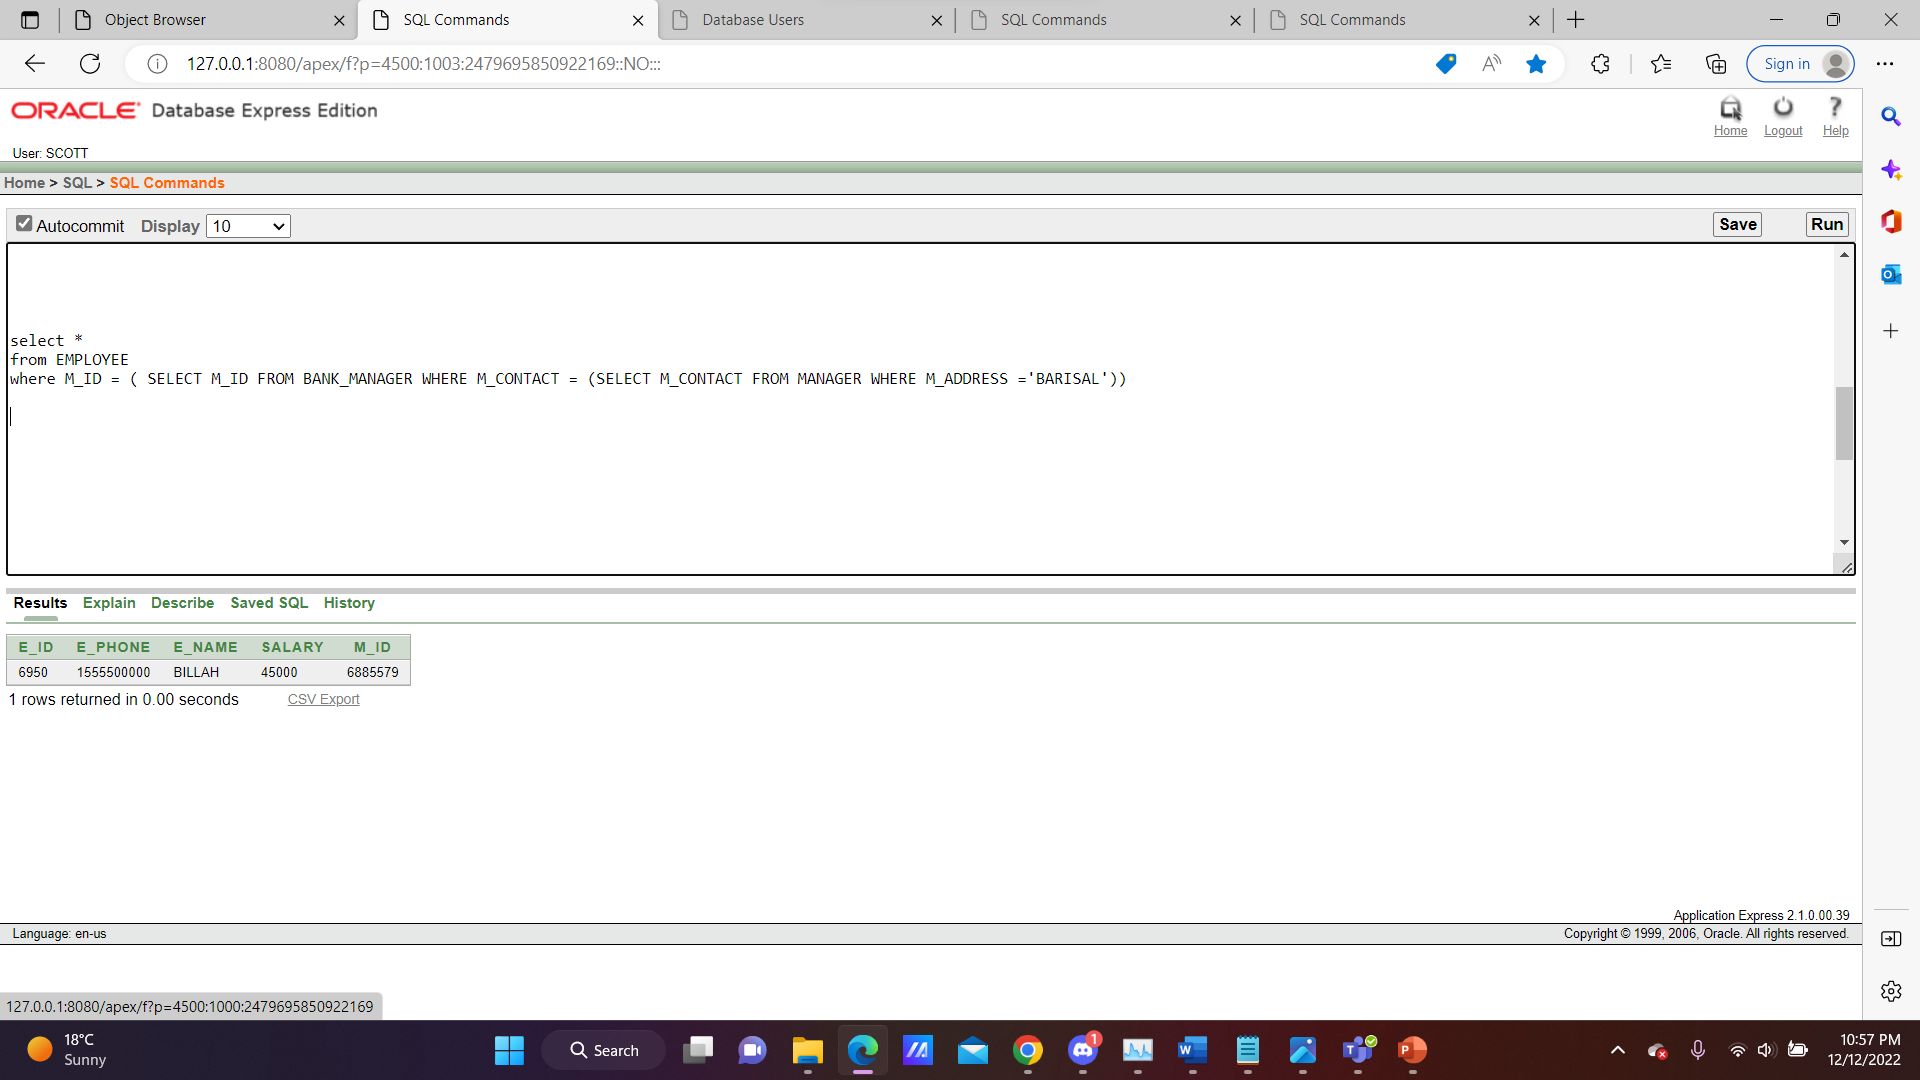 Object Browser
SQL Commands
Database Users
SQL Commands
SQL Commands
127.0.0.1:8080/apex/f?p=4500:1003:2479695850922169::NO:::
Sign in
ORACLE Database Express Edition
Home
Logout
Help
User: SCOTT
Home > SQL > SQL Commands
Autocommit
Display
10
Save
Run
select *
from EMPLOYEE
where M_ID = ( SELECT M_ID FROM BANK_MANAGER WHERE M_CONTACT = (SELECT M_CONTACT FROM MANAGER WHERE M_ADDRESS ='BARISAL'))
Results Explain Describe Saved SQL History
E_ID E_PHONE E_NAME SALARY M_ID
6950 1555500000 BILLAH 45000 6885579
1 rows returned in 0.00 seconds
CSV Export
Application Express 2.1.0.00.39
Language: en-us
Copyright © 1999, 2006, Oracle. All rights reserved.
127.0.0.1:8080/apex/f?p=4500:1000:2479695850922169
18°C
Sunny
Search
1
10:57 PM
12/12/2022